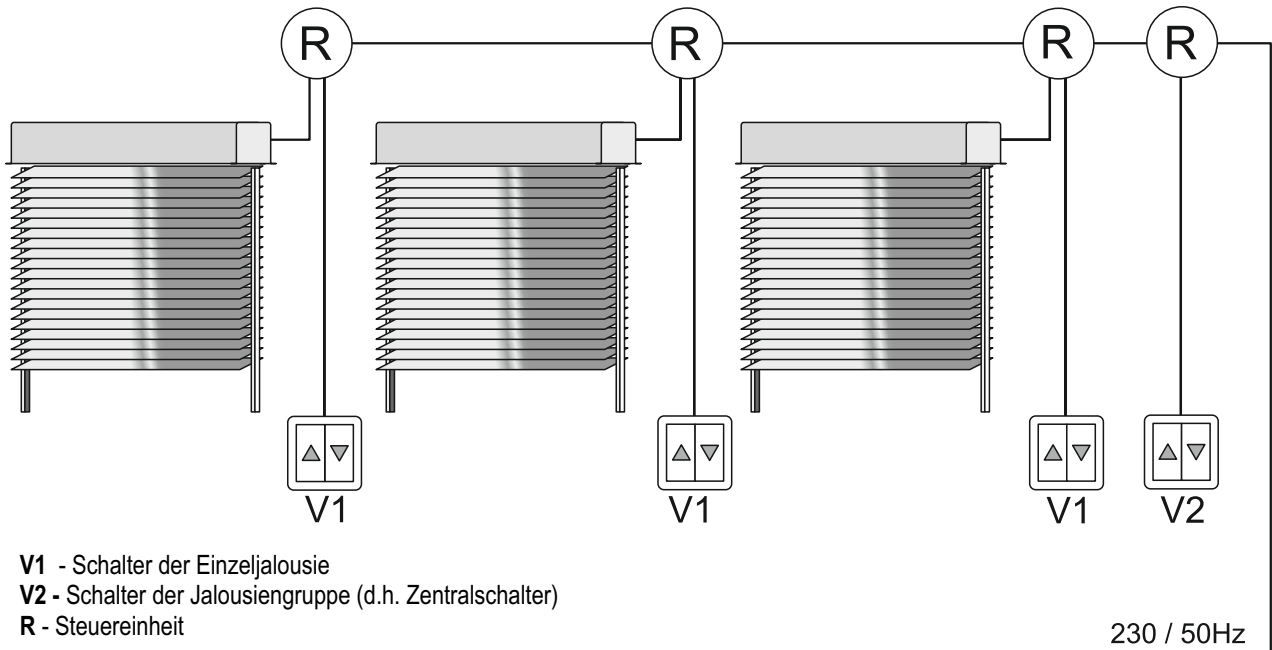 R R R R
V1 V1 V1 V2
V1 - Schalter der Einzeljalousie
V2 - Schalter der Jalousiengruppe (d.h. Zentralschalter)
R - Steuereinheit
230 / 50Hz